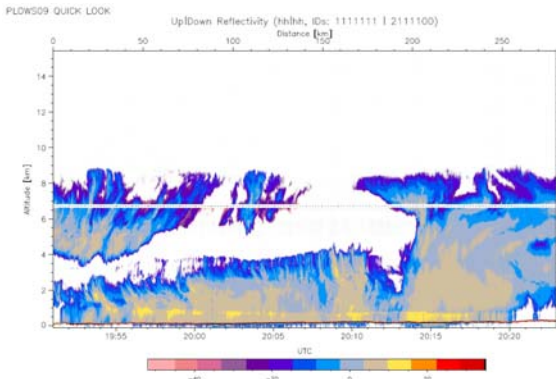 PLOWS09 QUICK LOOK
Up|Down Reflectivity (hh|hh, IDs: 1111111 | 2111100)
Distance [km]
0 50 100 150 200 250
14
12
10
8
6
4
2
0
Altitude [km]
19:55 20:00 20:05 20:10 20:15 20:20
UTC
0